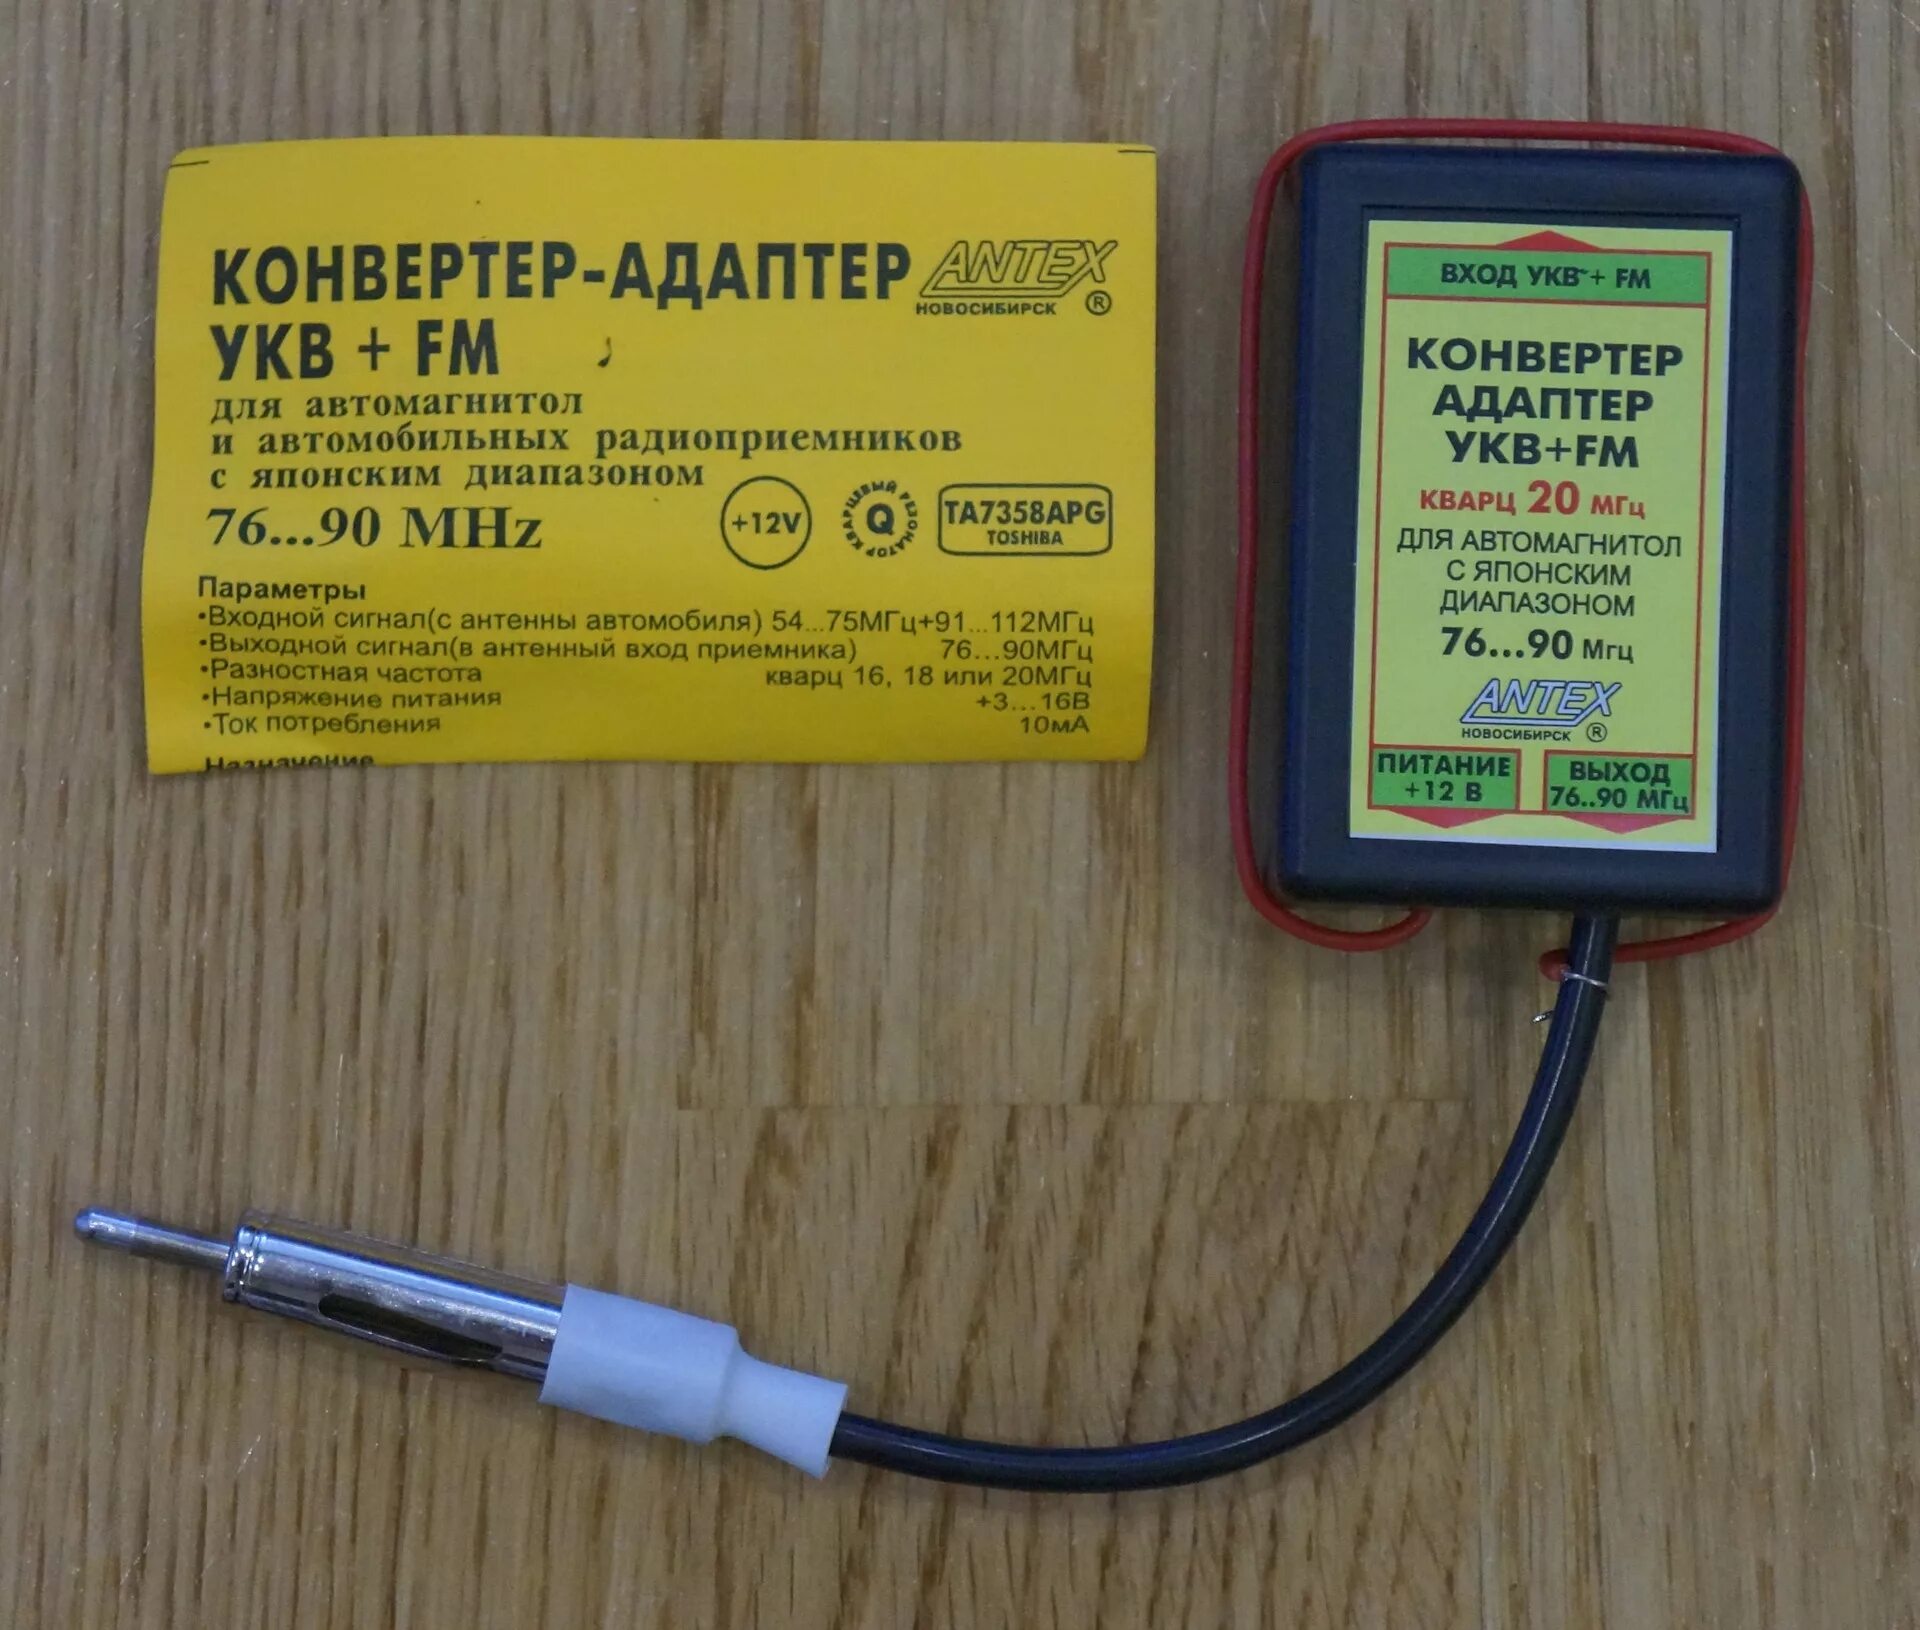 КОНВЕРТЕР-АДАПТЕР ANTEX
НОВОСИБИРСК ®
УКВ + FM
для автомагнитол
и автомобильных радиоприемников
с японским диапазоном
76...90 MHz
+12V
КВАРЦЕВЫЙ РЕЗОНАТОР
Q
TA7358APG
TOSHIBA
Параметры
•Входной сигнал(с антенны автомобиля) 54...75МГц+91...112МГц
•Выходной сигнал(в антенный вход приемника) 76...90МГц
•Разностная частота кварц 16, 18 или 20МГц
•Напряжение питания +3...16В
•Ток потребления 10мА
Назначение
ВХОД УКВ + FM
КОНВЕРТЕР
АДАПТЕР
УКВ+FM
КВАРЦ 20 МГц
ДЛЯ АВТОМАГНИТОЛ
С ЯПОНСКИМ
ДИАПАЗОНОМ
76...90 Мгц
ANTEX
НОВОСИБИРСК ®
ПИТАНИЕ
+12 В
ВЫХОД
76..90 МГц